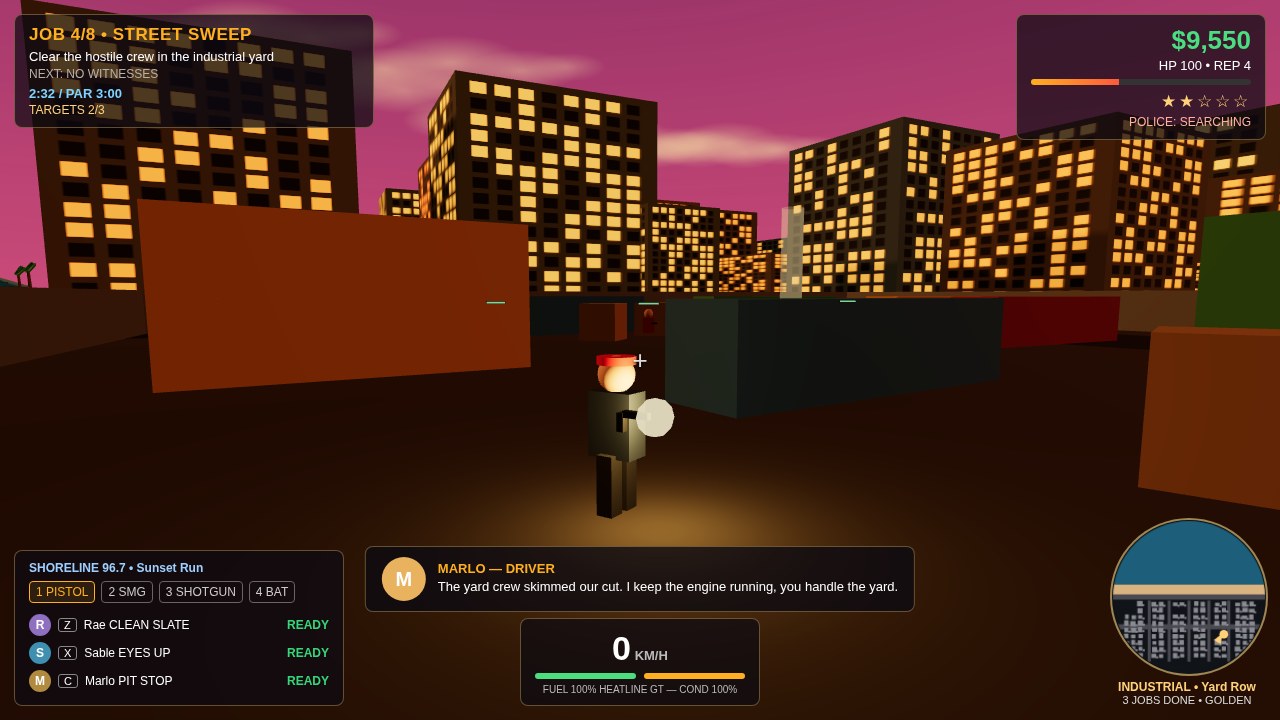 JOB 4/8 • STREET SWEEP
Clear the hostile crew in the industrial yard
NEXT: NO WITNESSES
2:32 / PAR 3:00
TARGETS 2/3
$9,550
HP 100 • REP 4
★★☆☆☆
POLICE: SEARCHING
SHORELINE 96.7 • Sunset Run
1 PISTOL 2 SMG 3 SHOTGUN 4 BAT
R Z Rae CLEAN SLATE READY
S X Sable EYES UP READY
M C Marlo PIT STOP READY
M
MARLO — DRIVER
The yard crew skimmed our cut. I keep the engine running, you handle the yard.
0 KM/H
FUEL 100% HEATLINE GT — COND 100%
INDUSTRIAL • Yard Row
3 JOBS DONE • GOLDEN